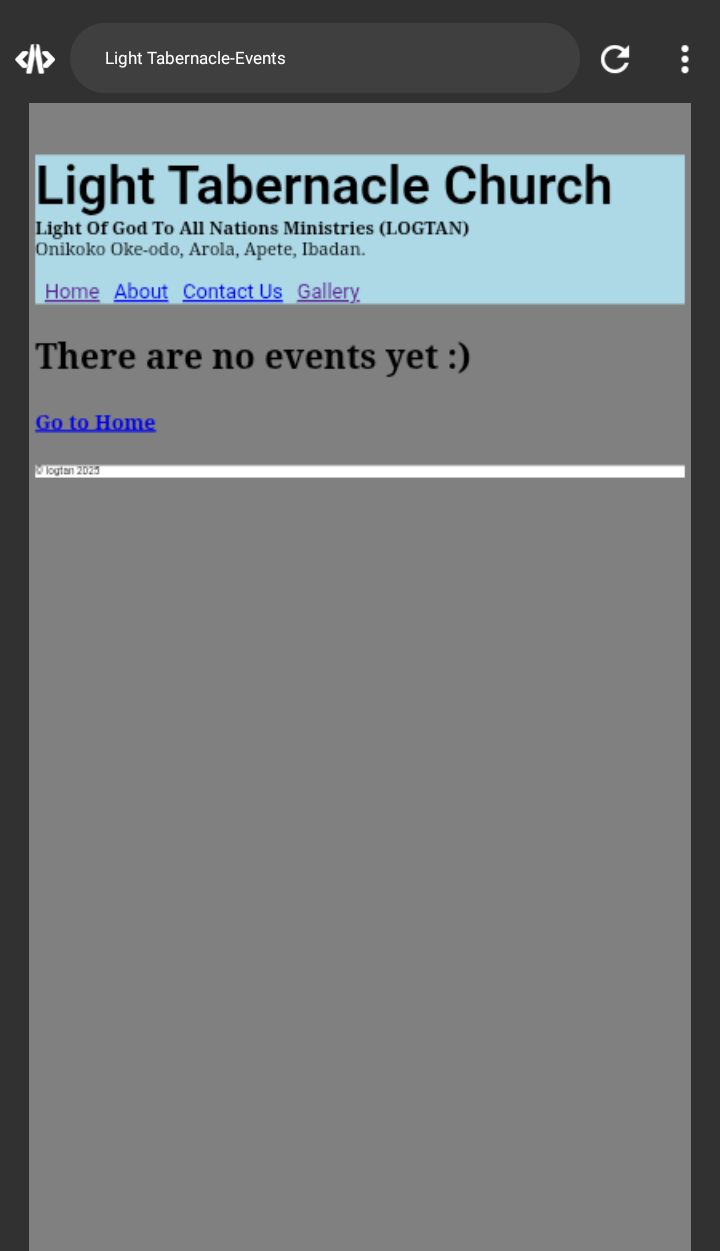 Light Tabernacle-Events
Light Tabernacle Church
Light Of God To All Nations Ministries (LOGTAN)
Onikoko Oke-odo, Arola, Apete, Ibadan.
Home About Contact Us Gallery
There are no events yet :)
Go to Home
© logtan 2025